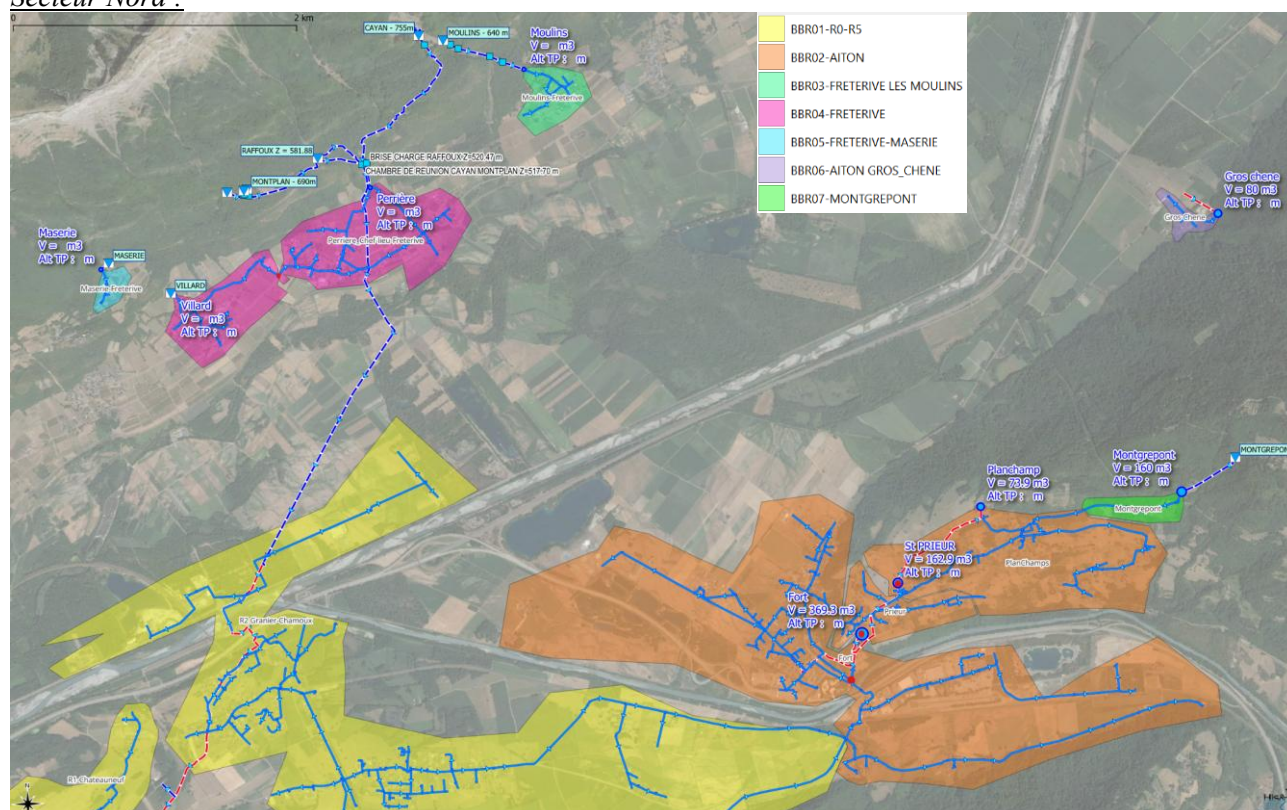 Secteur Nord :
0
2 km
CAYAN - 755m
MOULINS - 640 m
Moulins
V = m3
Alt TP : m
Moulins-Freterive
BBR01-R0-R5
BBR02-AITON
BBR03-FRETERIVE LES MOULINS
BBR04-FRETERIVE
BBR05-FRETERIVE-MASERIE
BBR06-AITON GROS_CHENE
BBR07-MONTGREPONT
RAFFOUX Z = 581.88
BRISE CHARGE RAFFOUX Z=520.47 m
CHAMBRE DE REUNION CAYAN MONTPLAN Z=517.70 m
MONTPLAN - 690m
Perrière
V = m3
Alt TP : m
Perriere_Chef lieu Freterive
Gros chene
V = 80 m3
Alt TP : m
Gros-Chene
Maserie
V = m3
Alt TP : m
MASERIE
Maserie-Freterive
VILLARD
Villard
V = m3
Alt TP : m
Montgrepont
V = 160 m3
Alt TP : m
Montgrepont
Planchamp
V = 73.9 m3
Alt TP : m
PlanChamps
St PRIEUR
V = 162.9 m3
Alt TP : m
Prieur
Fort
V = 369.3 m3
Alt TP : m
Fort
R2 Granier-Chamoux
R1-Chateauneuf